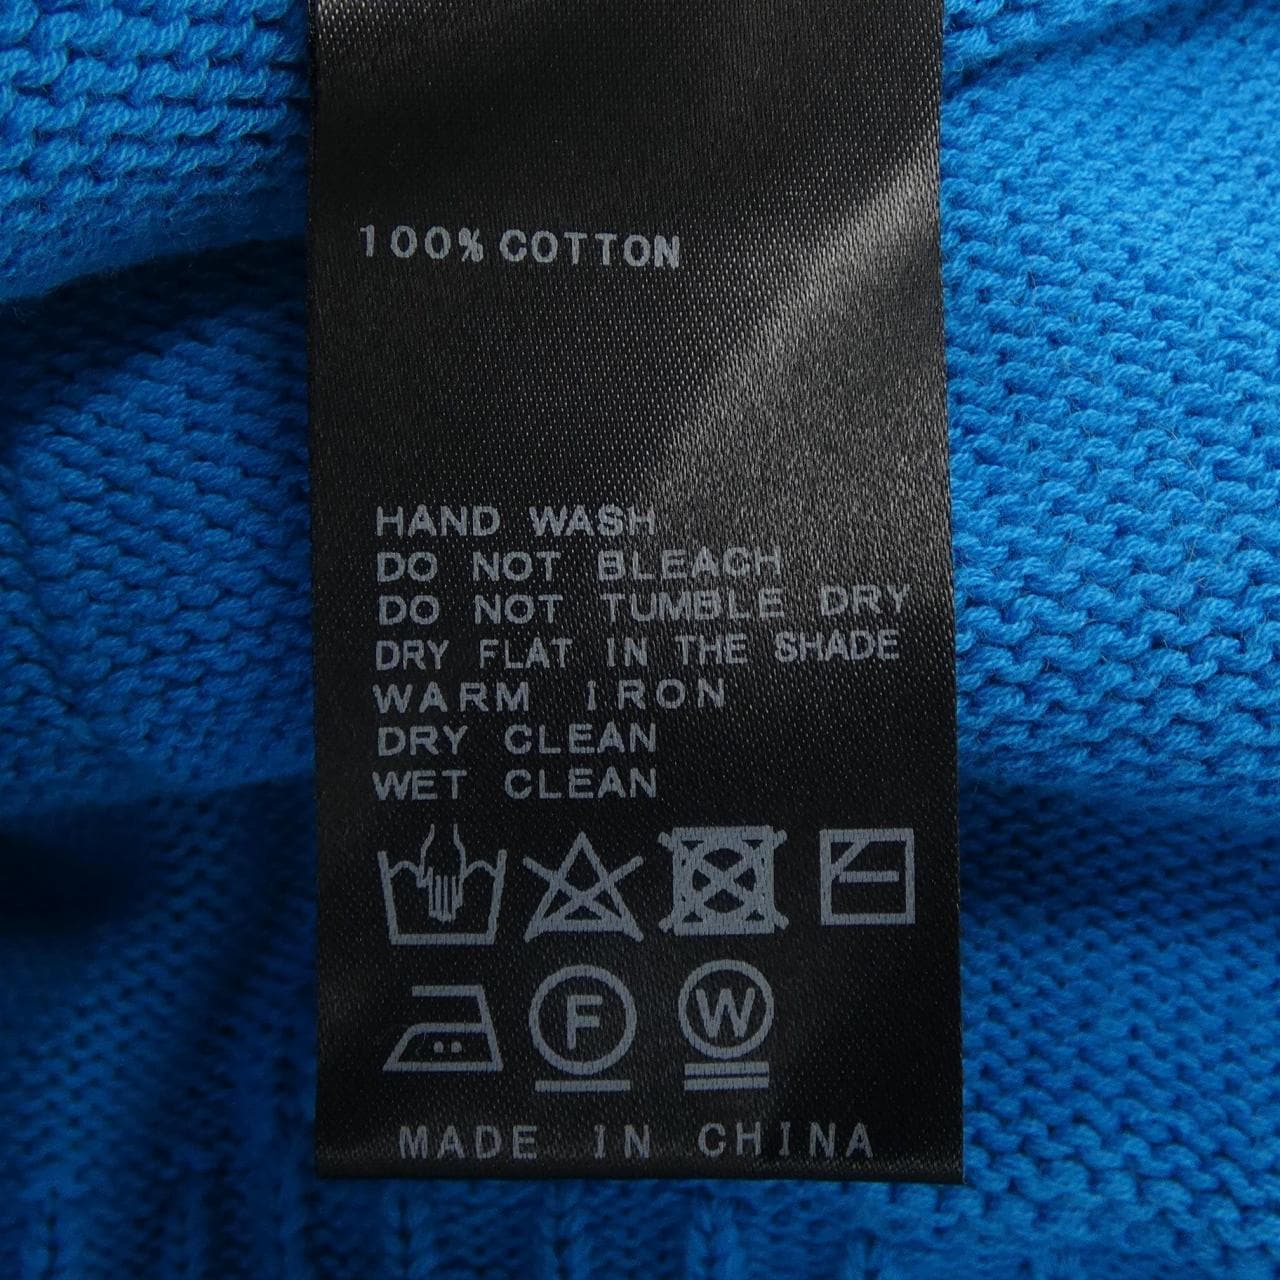 100% COTTON
HAND WASH
DO NOT BLEACH
DO NOT TUMBLE DRY
DRY FLAT IN THE SHADE
WARM IRON
DRY CLEAN
WET CLEAN
F W
MADE IN CHINA